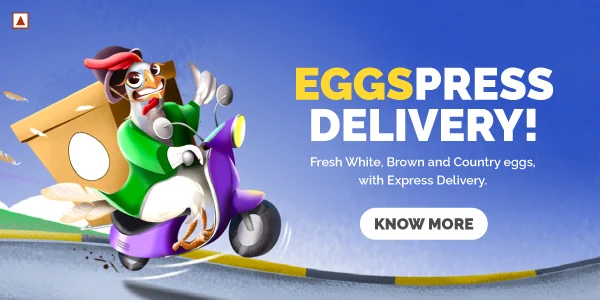 EGGSPRESS
DELIVERY!
Fresh White, Brown and Country eggs,
with Express Delivery.
KNOW MORE